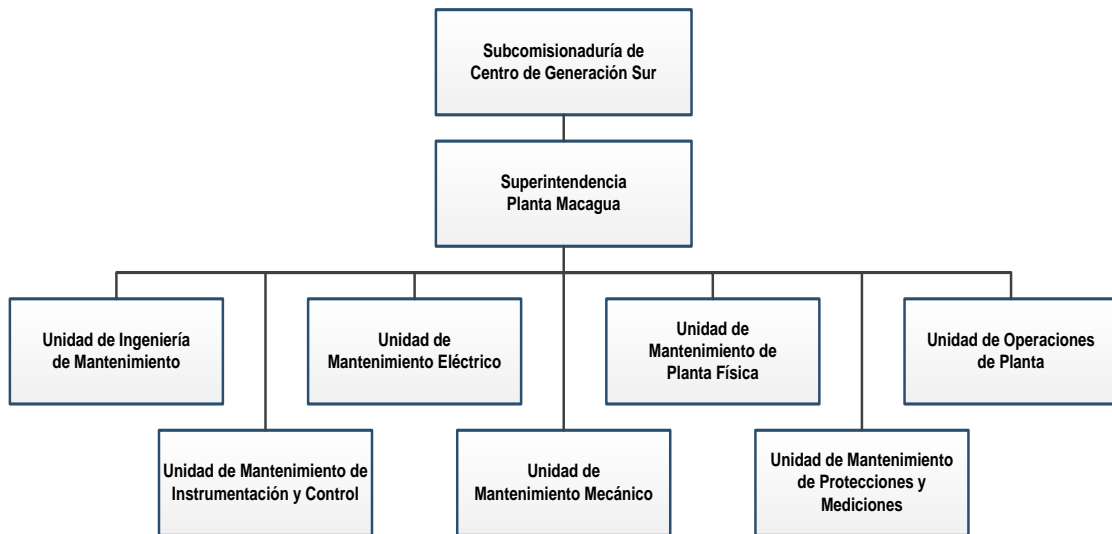 Subcomisionaduría de
Centro de Generación Sur
Superintendencia
Planta Macagua
Unidad de Ingeniería
de Mantenimiento
Unidad de
Mantenimiento Eléctrico
Unidad de
Mantenimiento de
Planta Física
Unidad de Operaciones
de Planta
Unidad de Mantenimiento de
Instrumentación y Control
Unidad de
Mantenimiento Mecánico
Unidad de Mantenimiento
de Protecciones y
Mediciones